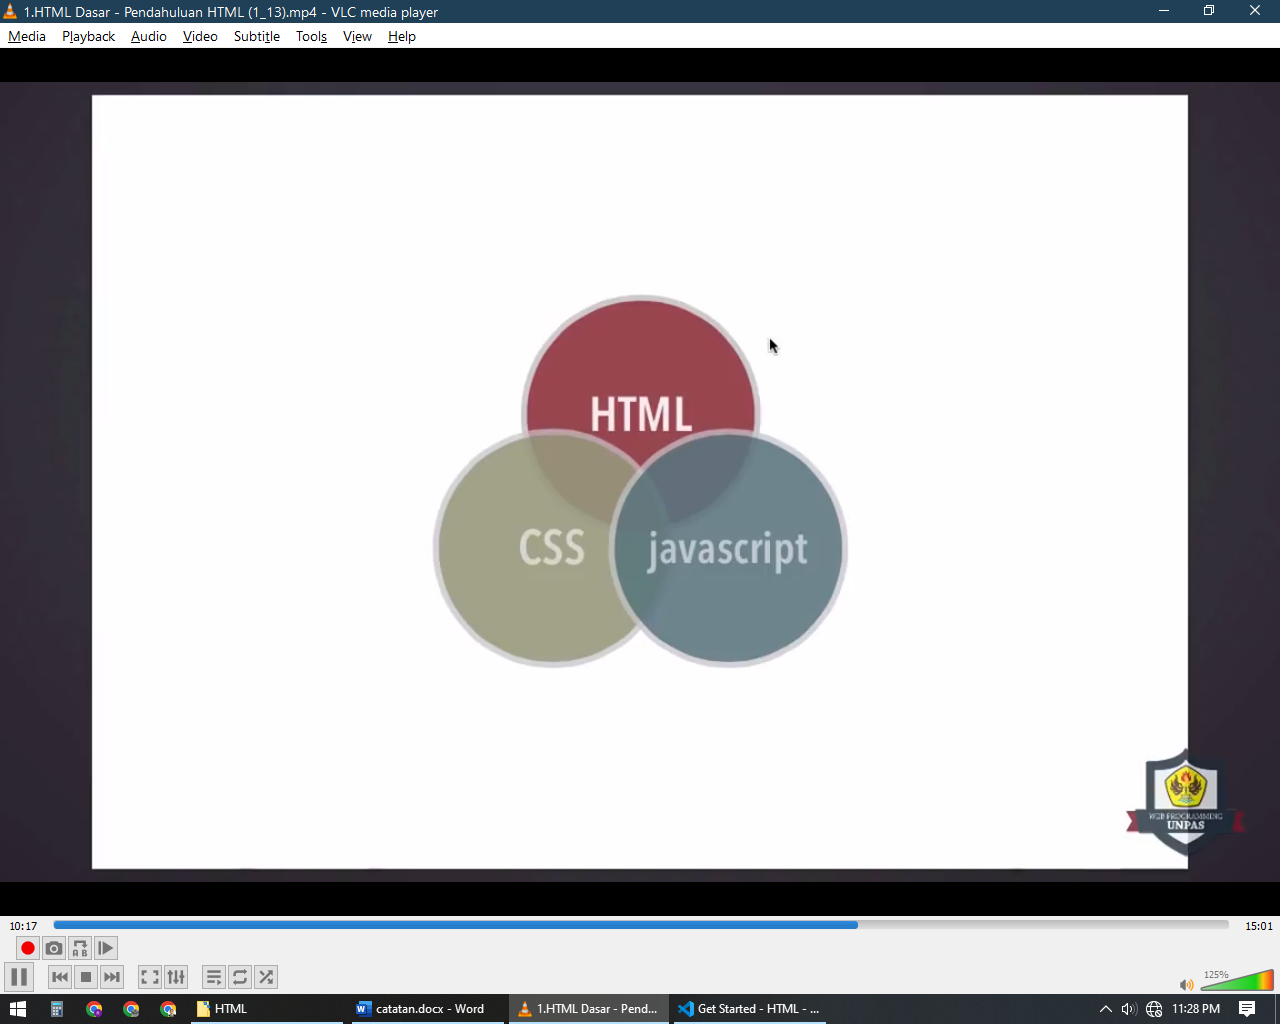 1.HTML Dasar - Pendahuluan HTML (1_13).mp4 - VLC media player
Media Playback Audio Video Subtitle Tools View Help
HTML
CSS javascript
WEB PROGRAMMING
UNPAS
10:17 15:01
A B
125%
HTML catatan.docx - Word 1.HTML Dasar - Pend... Get Started - HTML - ... 11:28 PM